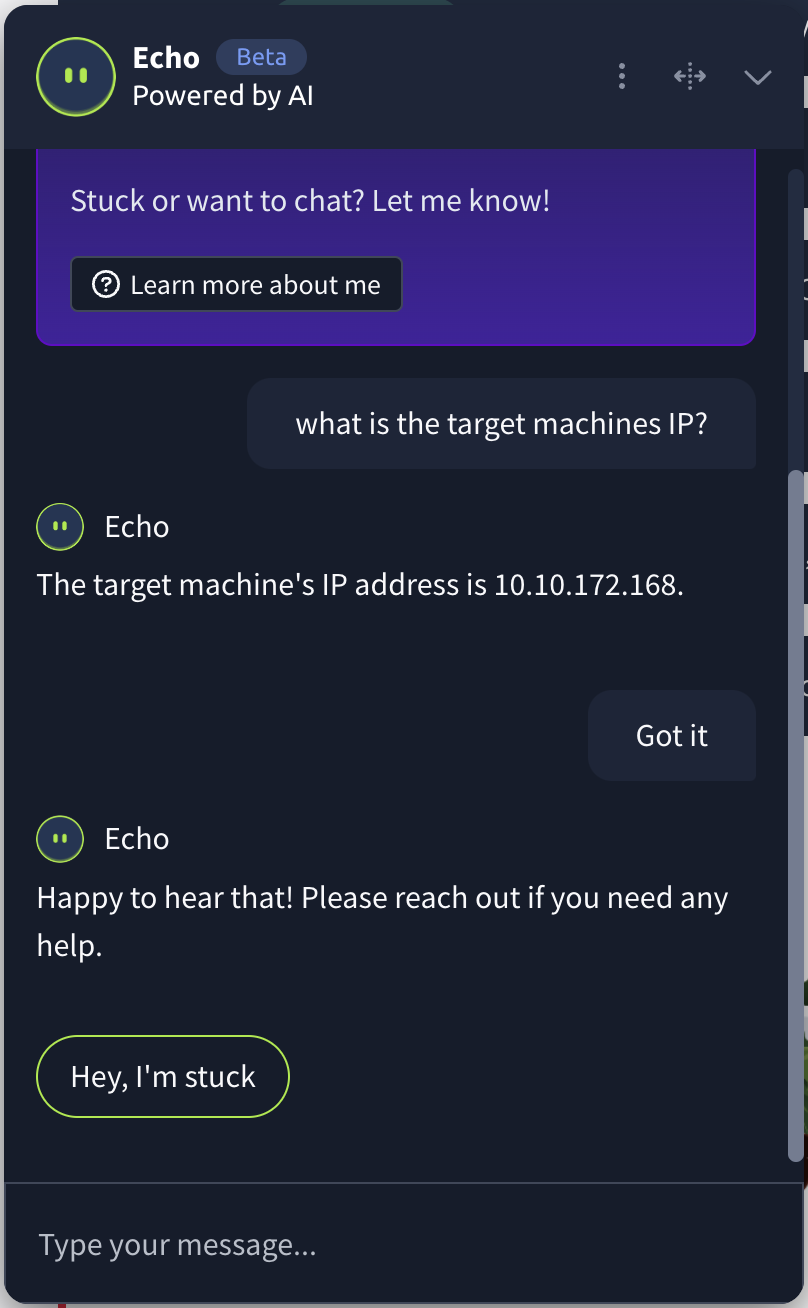 Echo Beta
Powered by AI
Stuck or want to chat? Let me know!
Learn more about me
what is the target machines IP?
Echo
The target machine's IP address is 10.10.172.168.
Got it
Echo
Happy to hear that! Please reach out if you need any
help.
Hey, I'm stuck
Type your message...